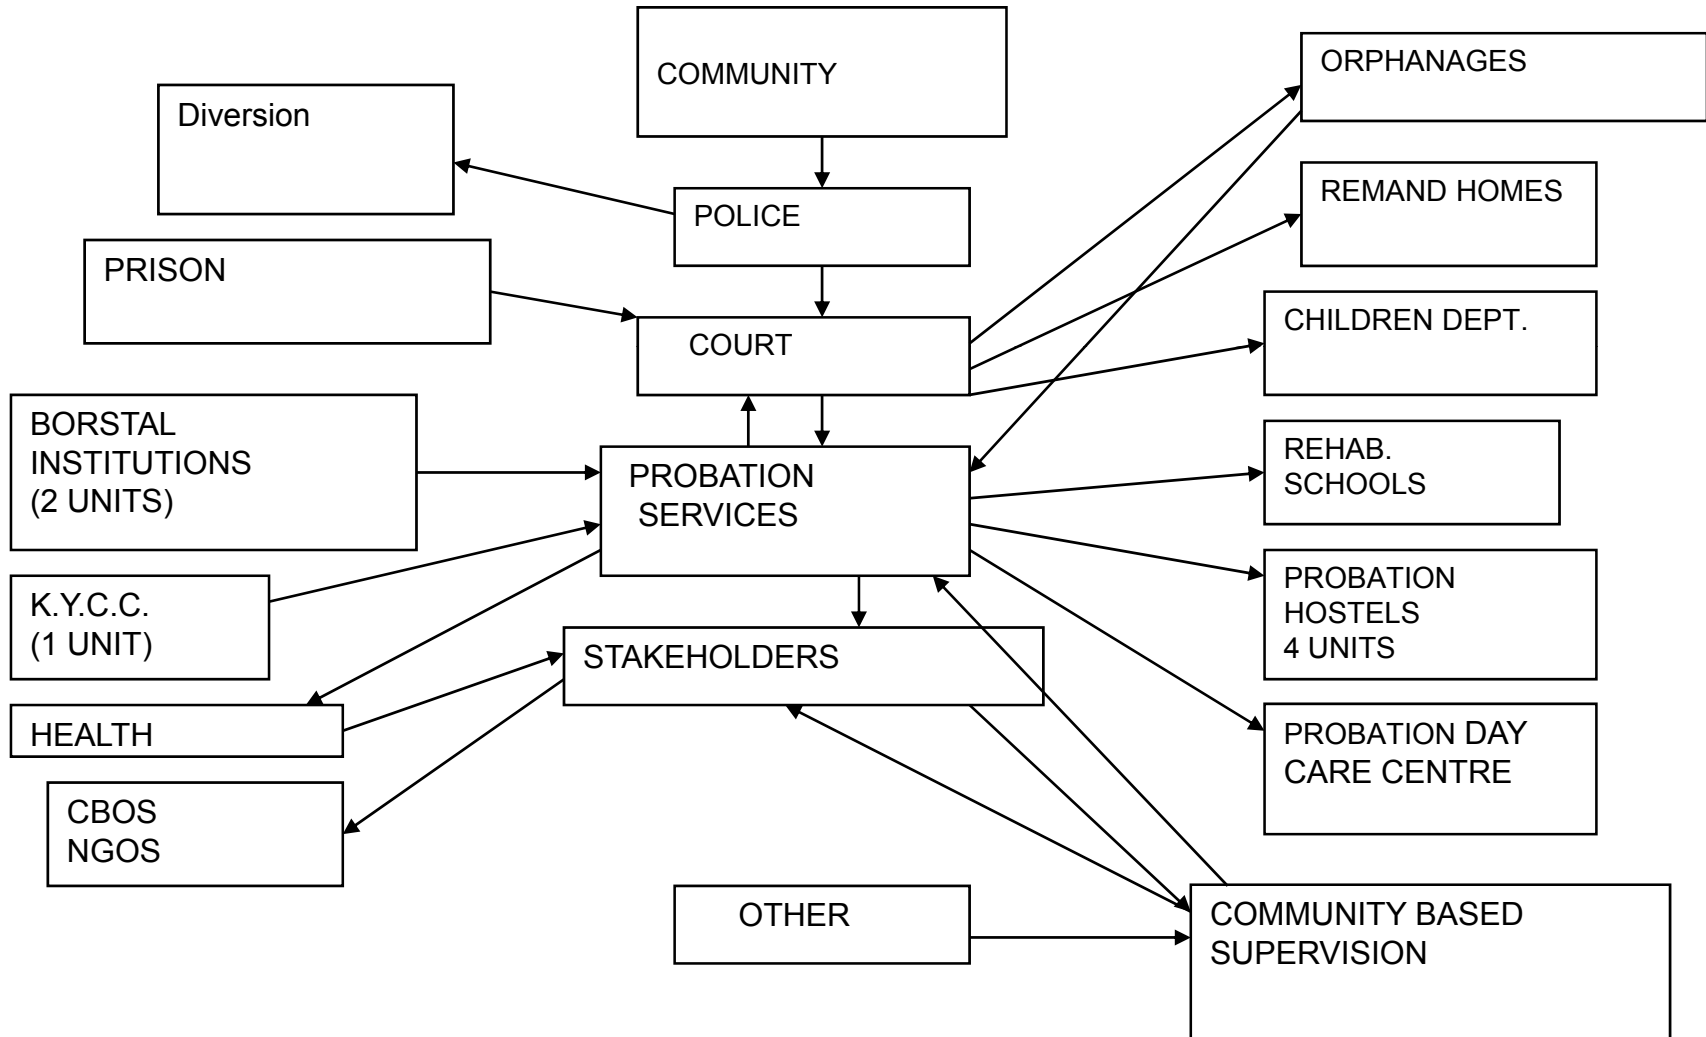 COMMUNITY
ORPHANAGES
Diversion
REMAND HOMES
POLICE
PRISON
CHILDREN DEPT.
COURT
BORSTAL
INSTITUTIONS
(2 UNITS)
REHAB.
SCHOOLS
PROBATION
SERVICES
PROBATION
HOSTELS
4 UNITS
K.Y.C.C.
(1 UNIT)
STAKEHOLDERS
HEALTH
PROBATION DAY
CARE CENTRE
CBOS
NGOS
OTHER
COMMUNITY BASED
SUPERVISION